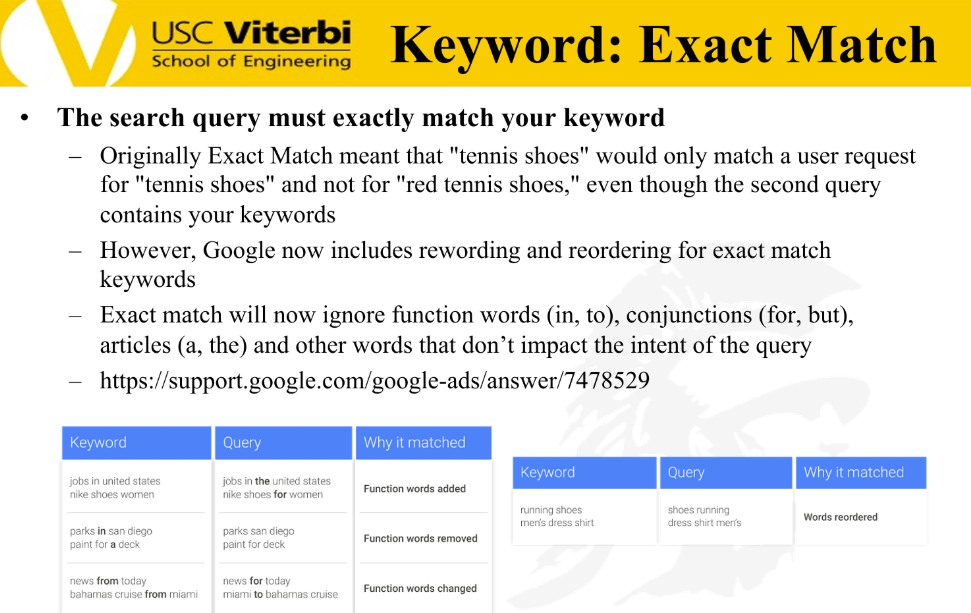 USC Viterbi
School of Engineering
Keyword: Exact Match
• The search query must exactly match your keyword
– Originally Exact Match meant that "tennis shoes" would only match a user request
for "tennis shoes" and not for "red tennis shoes," even though the second query
contains your keywords
– However, Google now includes rewording and reordering for exact match
keywords
– Exact match will now ignore function words (in, to), conjunctions (for, but),
articles (a, the) and other words that don’t impact the intent of the query
– https://support.google.com/google-ads/answer/7478529
Keyword Query Why it matched
jobs in united states jobs in the united states
nike shoes women nike shoes for women
Function words added
parks in san diego parks san diego
paint for a deck paint for deck
Function words removed
news from today news for today
bahamas cruise from miami miami to bahamas cruise
Function words changed
Keyword Query Why it matched
running shoes shoes running
men's dress shirt dress shirt men's
Words reordered